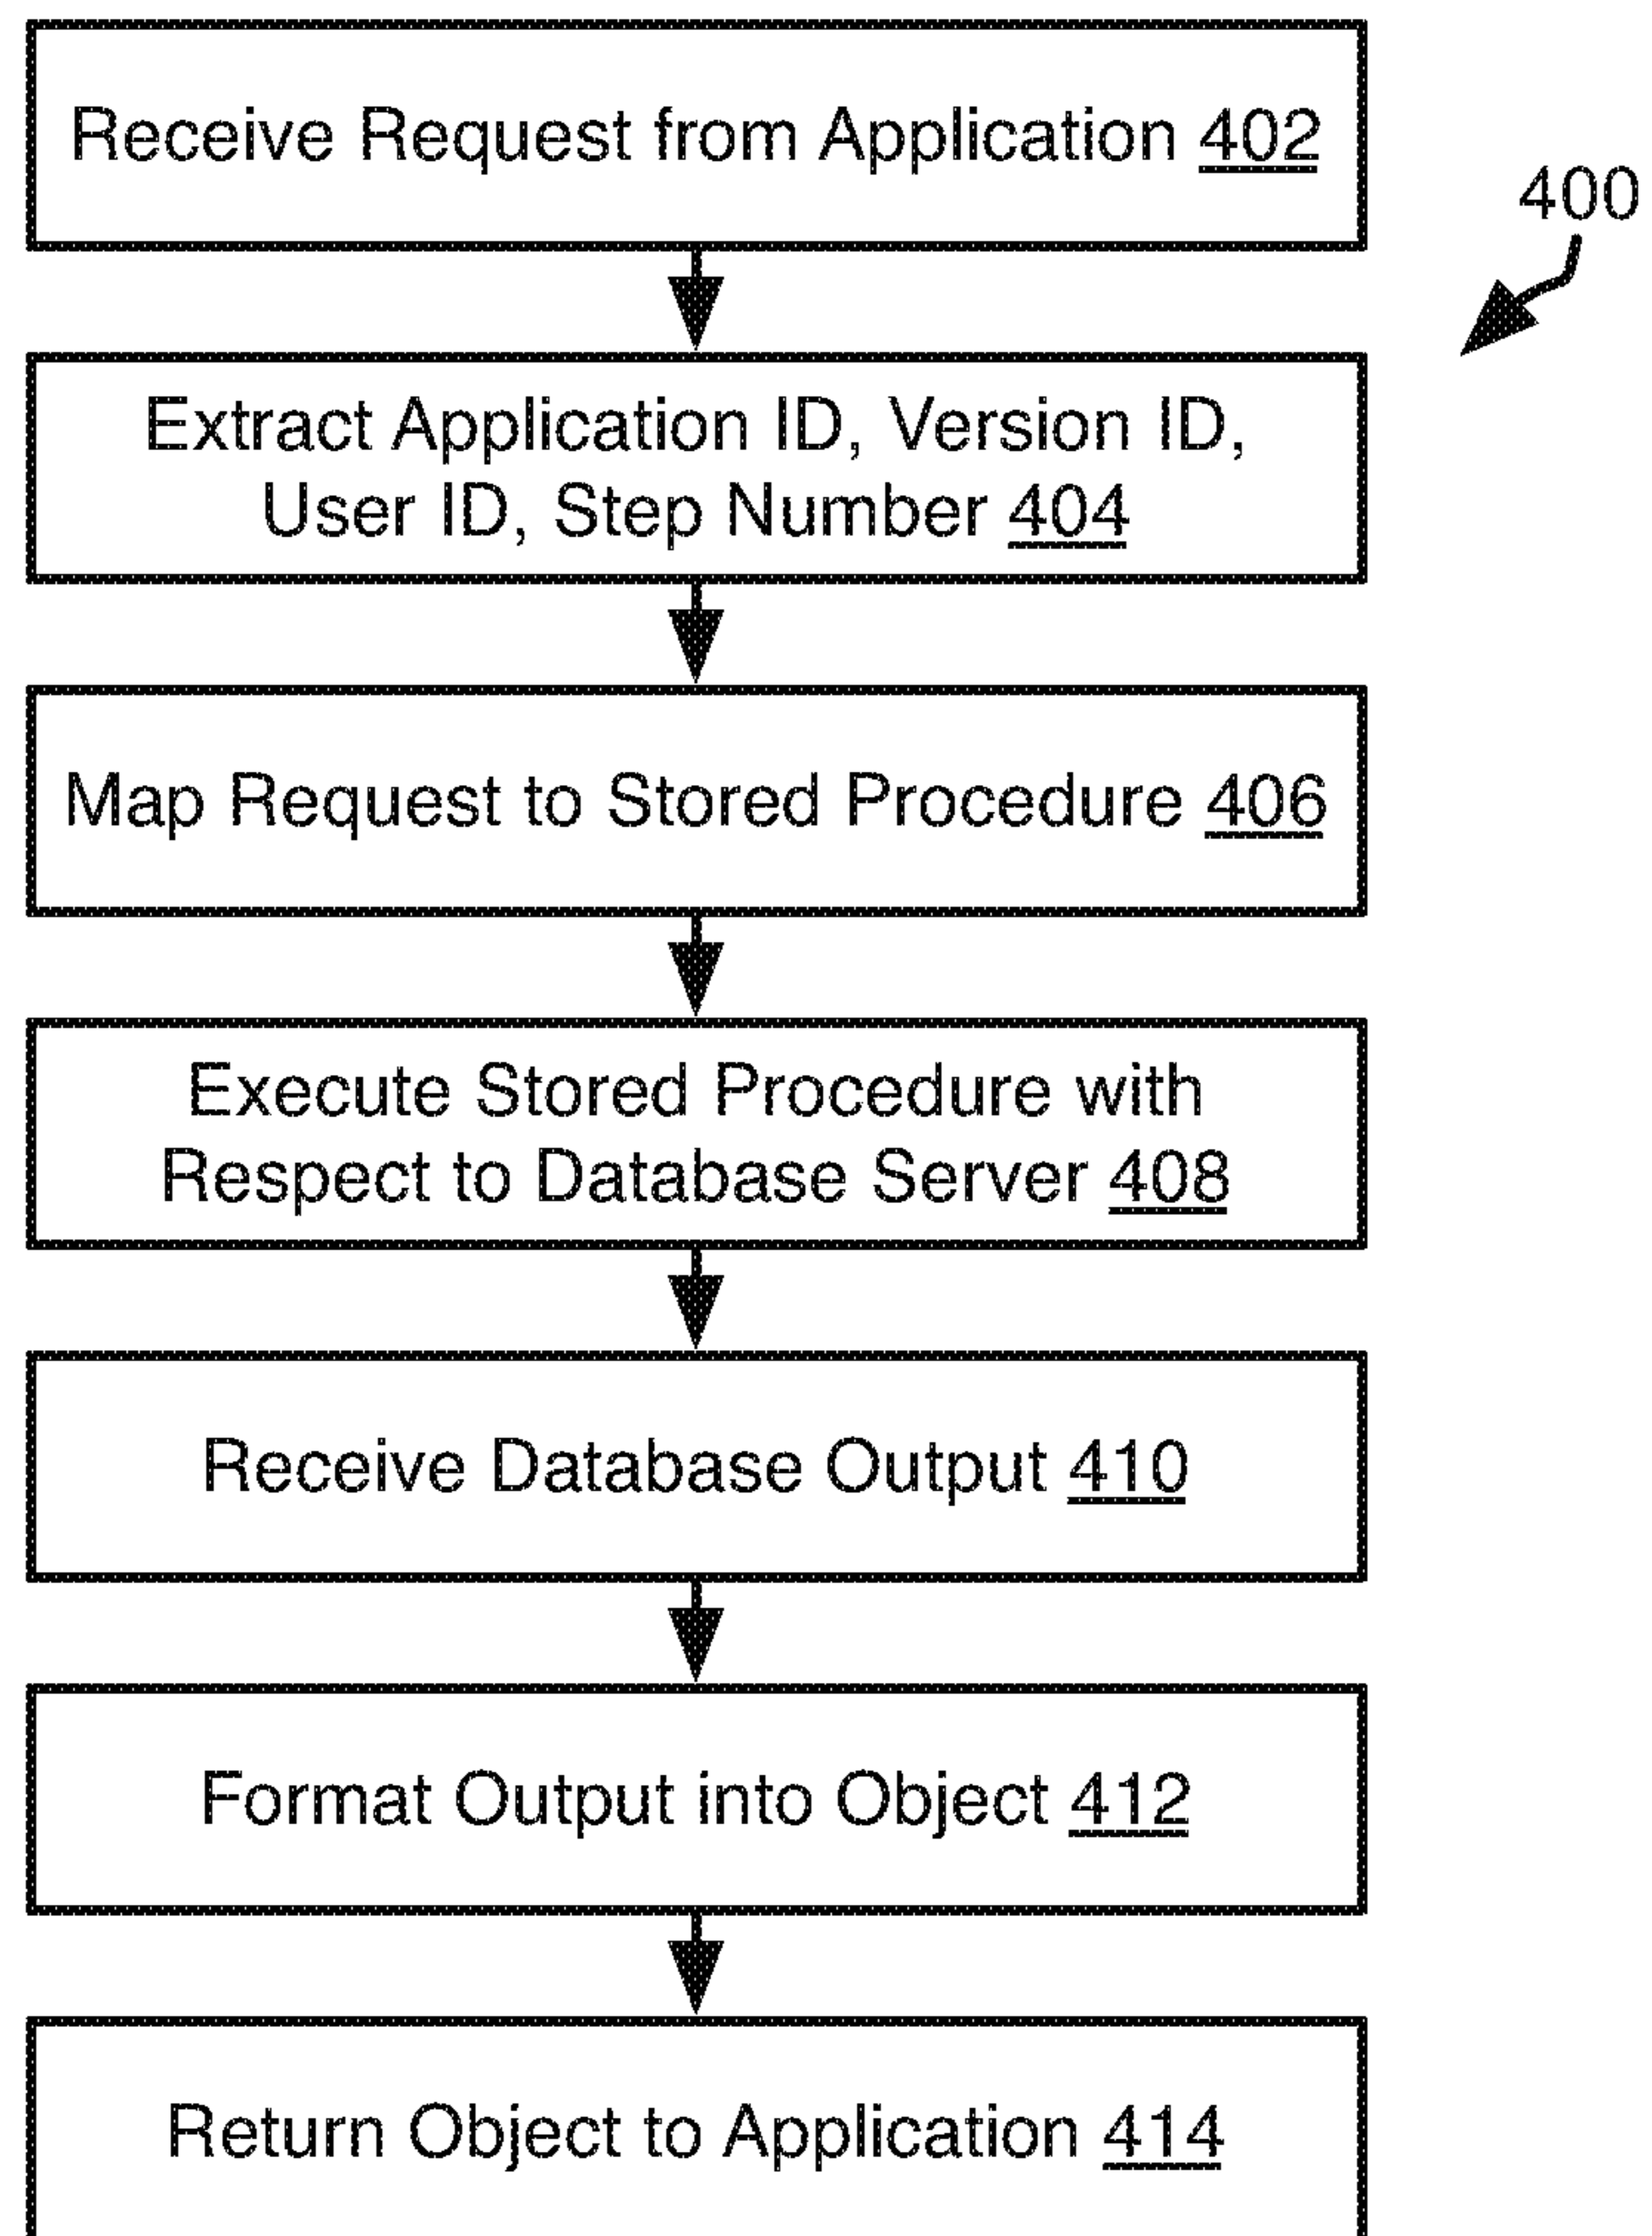 Receive Request from Application 402
400
Extract Application ID, Version ID,
User ID, Step Number 404
Map Request to Stored Procedure 406
Execute Stored Procedure with
Respect to Database Server 408
Receive Database Output 410
Format Output into Object 412
Return Object to Application 414